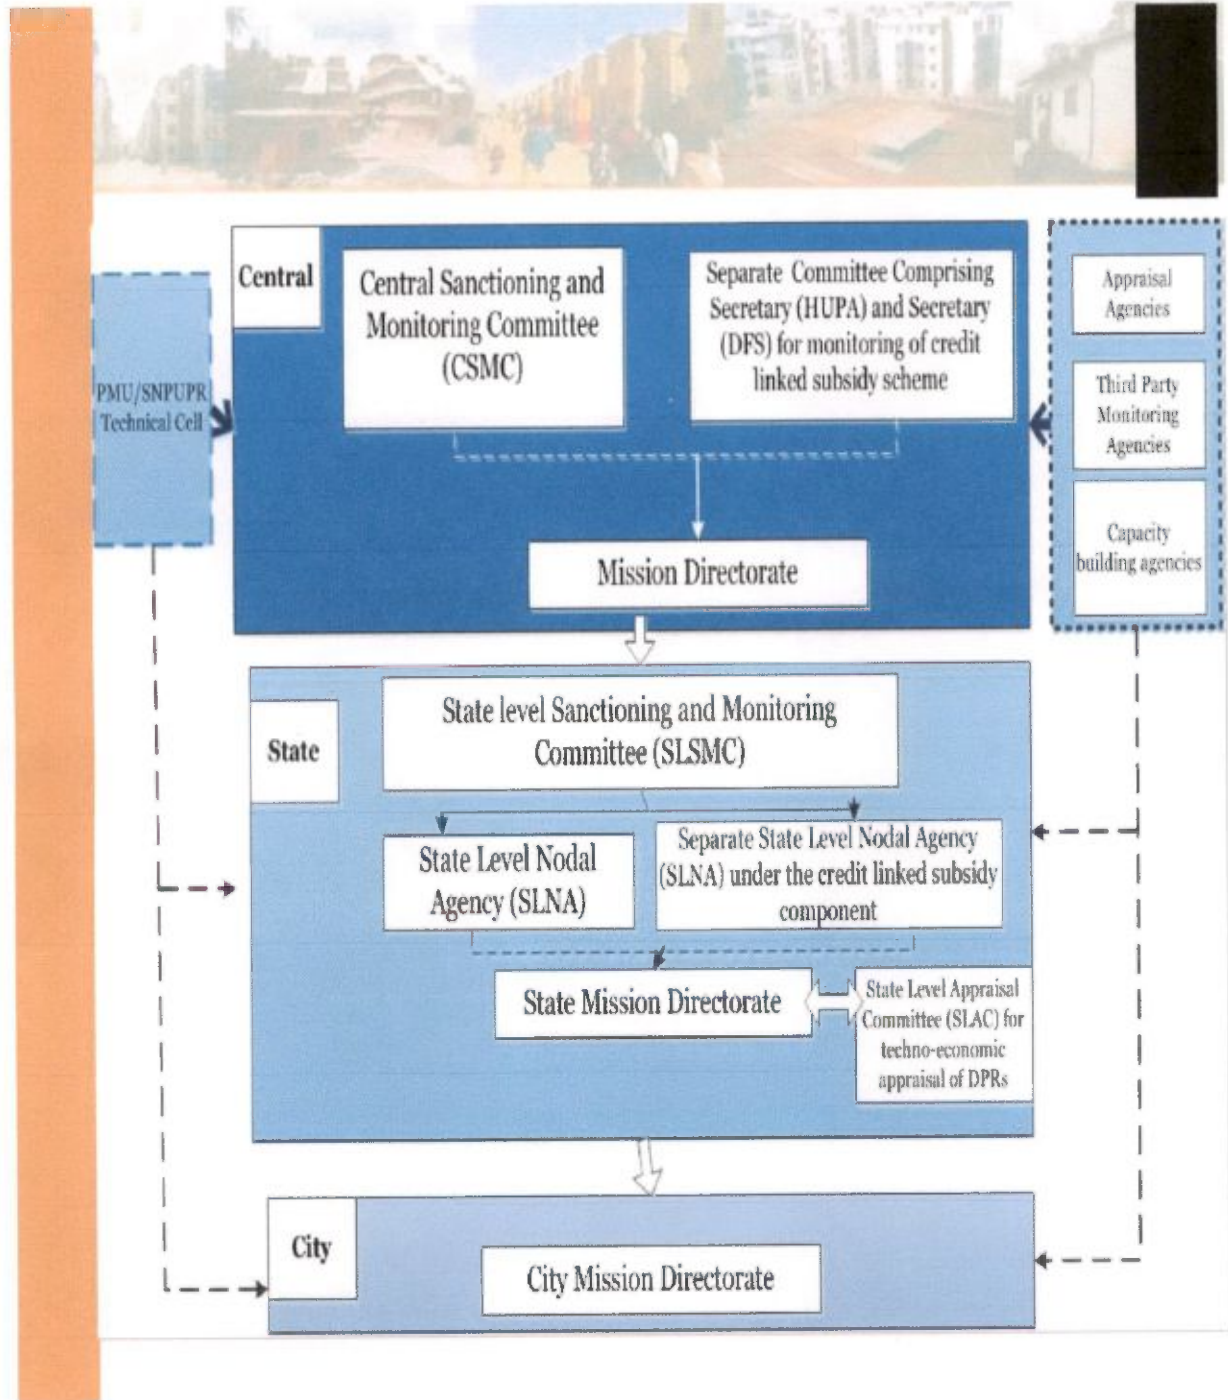 Central
Central Sanctioning and
Monitoring Committee
(CSMC)
Separate Committee Comprising
Secretary (HUPA) and Secretary
(DFS) for monitoring of credit
linked subsidy scheme
Mission Directorate
PMU/SNPUPR
Technical Cell
Appraisal
Agencies
Third Party
Monitoring
Agencies
Capacity
building agencies
State
State level Sanctioning and Monitoring
Committee (SLSMC)
State Level Nodal
Agency (SLNA)
Separate State Level Nodal Agency
(SLNA) under the credit linked subsidy
component
State Mission Directorate
State Level Appraisal
Committee (SLAC) for
techno-economic
appraisal of DPRs
City
City Mission Directorate